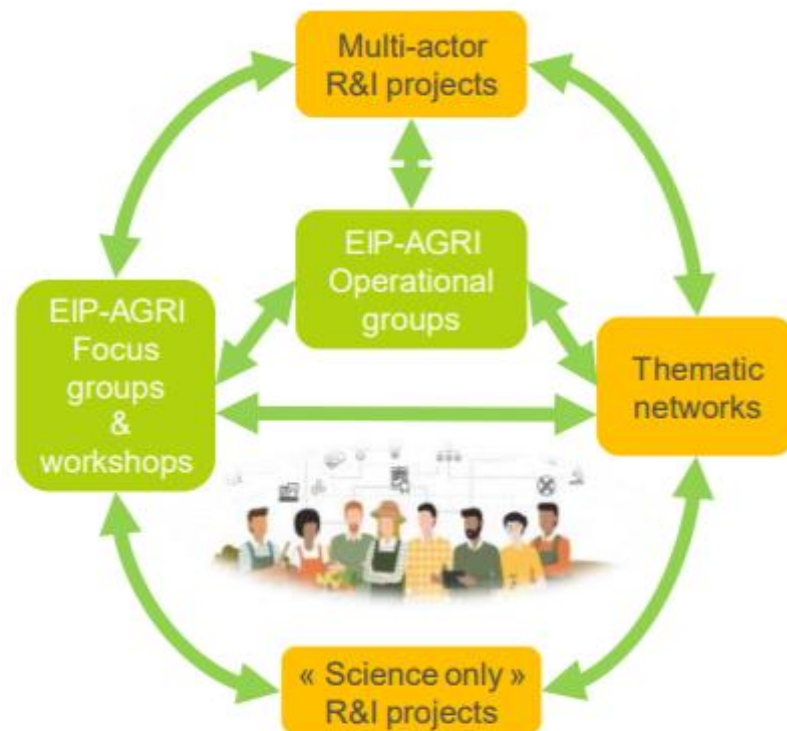 Multi-actor
R&I projects
EIP-AGRI
Operational
groups
EIP-AGRI
Focus
groups
&
workshops
Thematic
networks
« Science only »
R&I projects